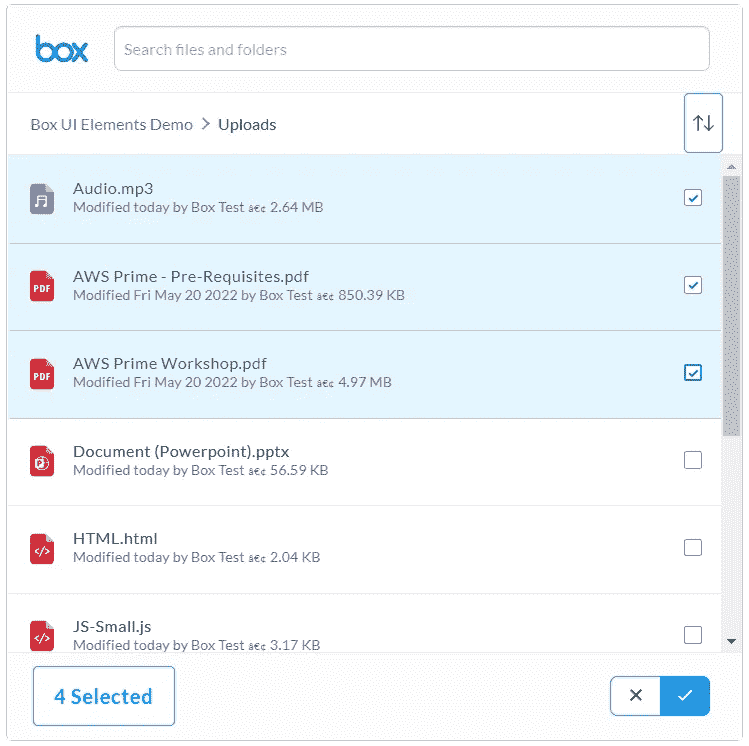 box
Search files and folders
Box UI Elements Demo > Uploads
Audio.mp3
Modified today by Box Test • 2.64 MB
AWS Prime - Pre-Requisites.pdf
PDF
Modified Fri May 20 2022 by Box Test • 850.39 KB
AWS Prime Workshop.pdf
PDF
Modified Fri May 20 2022 by Box Test • 4.97 MB
Document (Powerpoint).pptx
Modified today by Box Test • 56.59 KB
HTML.html
Modified today by Box Test • 2.04 KB
JS-Small.js
Modified today by Box Test • 3.17 KB
4 Selected